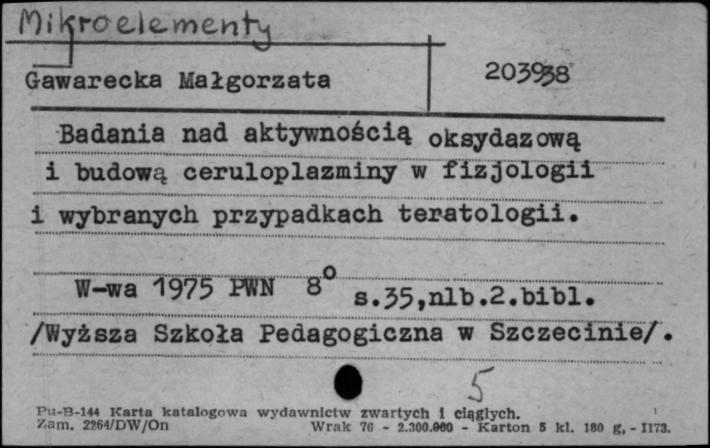 Mikroelementy
Gawarecka Małgorzata
203938
Badania nad aktywnością oksydazową
i budową ceruloplazminy w fizjologii
i wybranych przypadkach teratologii.
W-wa 1975 PWN 8° s.35,nlb.2.bibl.
/Wyższa Szkoła Pedagogiczna w Szczecinie/.
5
Pu-B-144 Karta katalogowa wydawnictw zwartych i ciągłych.
Zam. 2264/DW/On Wrak 76 - 2.300.000 - Karton 5 kl. 180 g, - I173.